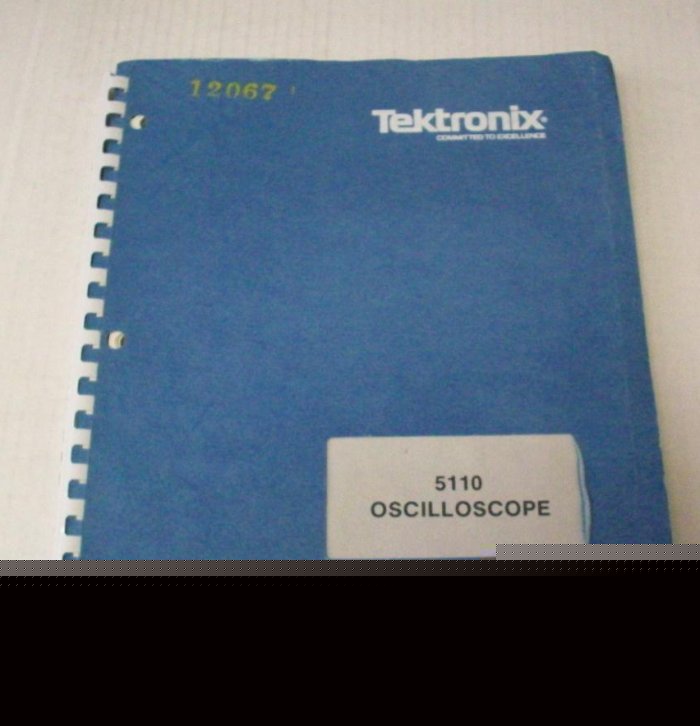 12067
Tektronix
COMMITTED TO EXCELLENCE
5110
OSCILLOSCOPE